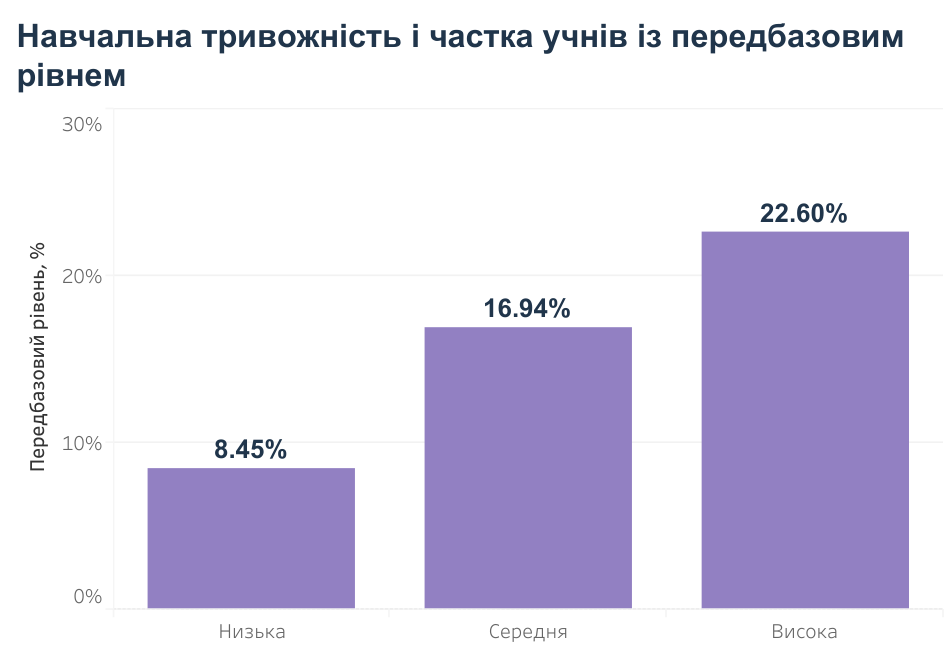 Навчальна тривожність і частка учнів із передбазовим
рівнем
30%
22.60%
20%
16.94%
Передбазовий рівень, %
10%
8.45%
0%
Низька
Середня
Висока